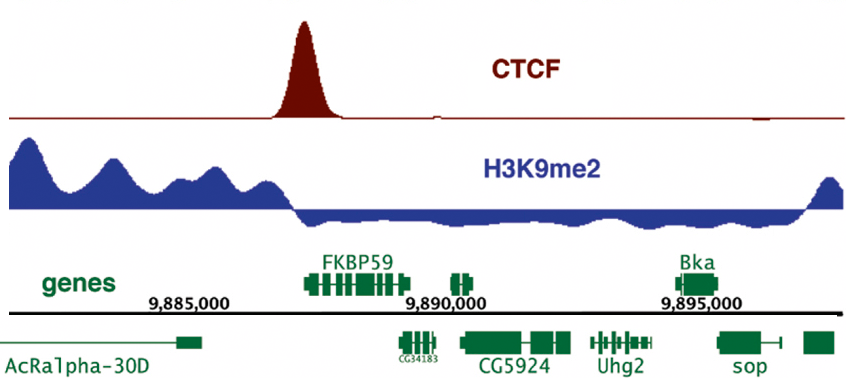 CTCF
H3K9me2
genes
FKBP59
Bka
9,885,000 9,890,000 9,895,000
AcRalpha-30D
CG34183
CG5924
Uhg2
sop